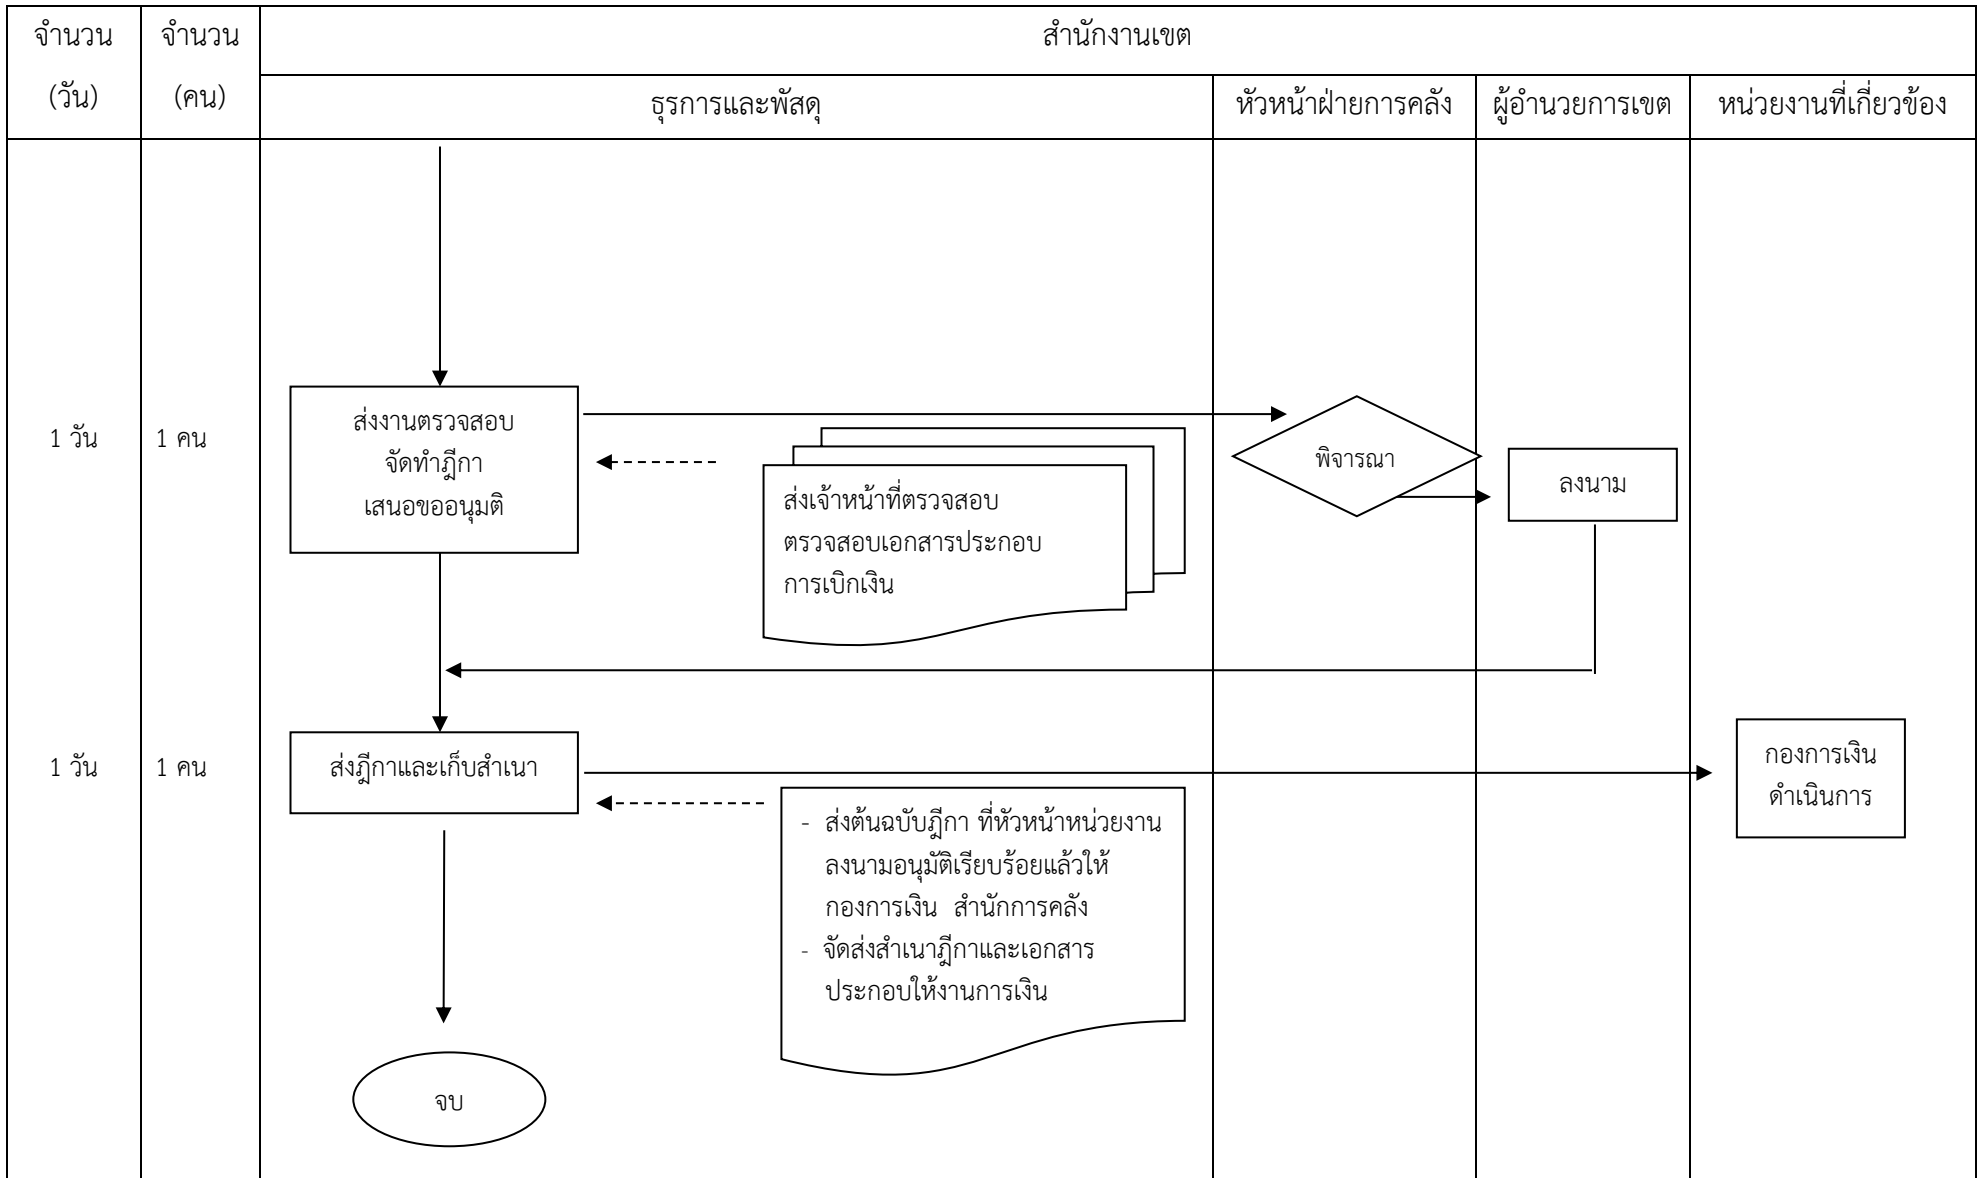 จำนวน
(วัน)
จำนวน
(คน)
สำนักงานเขต
ธุรการและพัสดุ
หัวหน้าฝ่ายการคลัง
ผู้อำนวยการเขต
หน่วยงานที่เกี่ยวข้อง
1 วัน
1 คน
ส่งงานตรวจสอบ
จัดทำฎีกา
เสนอขออนุมติ
ส่งเจ้าหน้าที่ตรวจสอบ
ตรวจสอบเอกสารประกอบ
การเบิกเงิน
พิจารณา
ลงนาม
1 วัน
1 คน
ส่งฎีกาและเก็บสำเนา
- ส่งต้นฉบับฎีกา ที่หัวหน้าหน่วยงาน
ลงนามอนุมัติเรียบร้อยแล้วให้
กองการเงิน สำนักการคลัง
- จัดส่งสำเนาฎีกาและเอกสาร
ประกอบให้งานการเงิน
กองการเงิน
ดำเนินการ
จบ